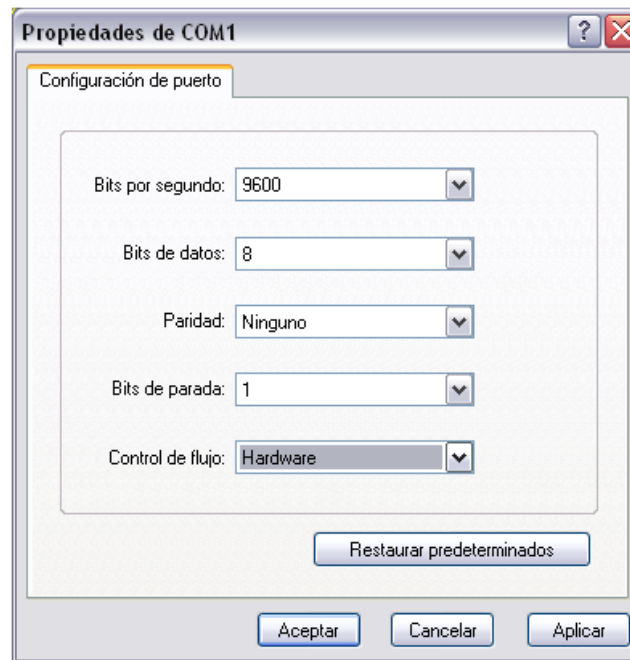 Propiedades de COM1
Configuración de puerto
Bits por segundo: 9600
Bits de datos: 8
Paridad: Ninguno
Bits de parada: 1
Control de flujo: Hardware
Restaurar predeterminados
Aceptar Cancelar Aplicar